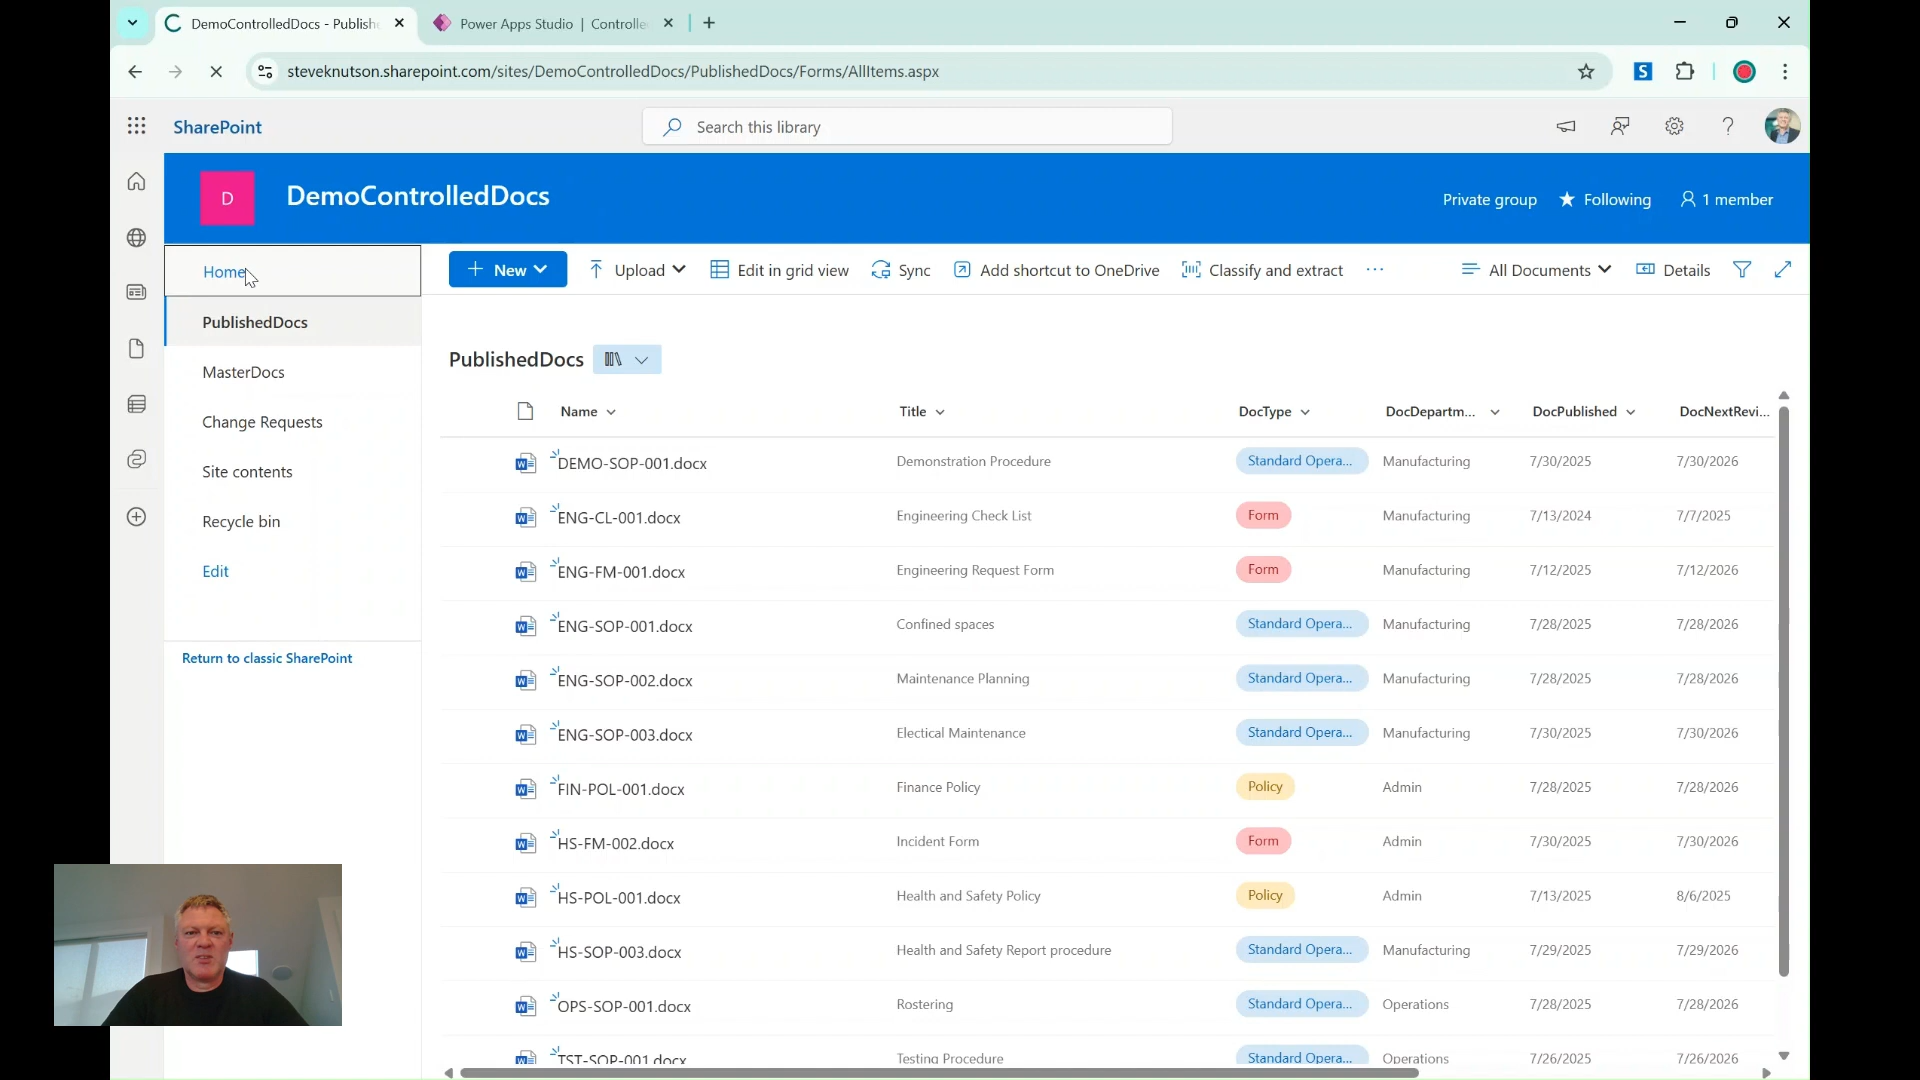 DemoControlledDocs - Publish
Power Apps Studio | Controlle
steveknutson.sharepoint.com/sites/DemoControlledDocs/PublishedDocs/Forms/AllItems.aspx
S
SharePoint
Search this library
D
DemoControlledDocs
Private group
Following
1 member
Home
PublishedDocs
MasterDocs
Change Requests
Site contents
Recycle bin
Edit
Return to classic SharePoint
New
Upload
Edit in grid view
Sync
Add shortcut to OneDrive
Classify and extract
All Documents
Details
PublishedDocs
Name Title DocType DocDepartm... DocPublished DocNextRevi...
DEMO-SOP-001.docx Demonstration Procedure Standard Opera... Manufacturing 7/30/2025 7/30/2026
ENG-CL-001.docx Engineering Check List Form Manufacturing 7/13/2024 7/7/2025
ENG-FM-001.docx Engineering Request Form Form Manufacturing 7/12/2025 7/12/2026
ENG-SOP-001.docx Confined spaces Standard Opera... Manufacturing 7/28/2025 7/28/2026
ENG-SOP-002.docx Maintenance Planning Standard Opera... Manufacturing 7/28/2025 7/28/2026
ENG-SOP-003.docx Electical Maintenance Standard Opera... Manufacturing 7/30/2025 7/30/2026
FIN-POL-001.docx Finance Policy Policy Admin 7/28/2025 7/28/2026
HS-FM-002.docx Incident Form Form Admin 7/30/2025 7/30/2026
HS-POL-001.docx Health and Safety Policy Policy Admin 7/13/2025 8/6/2025
HS-SOP-003.docx Health and Safety Report procedure Standard Opera... Manufacturing 7/29/2025 7/29/2026
OPS-SOP-001.docx Rostering Standard Opera... Operations 7/28/2025 7/28/2026
TST-SOP-001.docx Testing Procedure Standard Opera... Operations 7/26/2025 7/26/2026